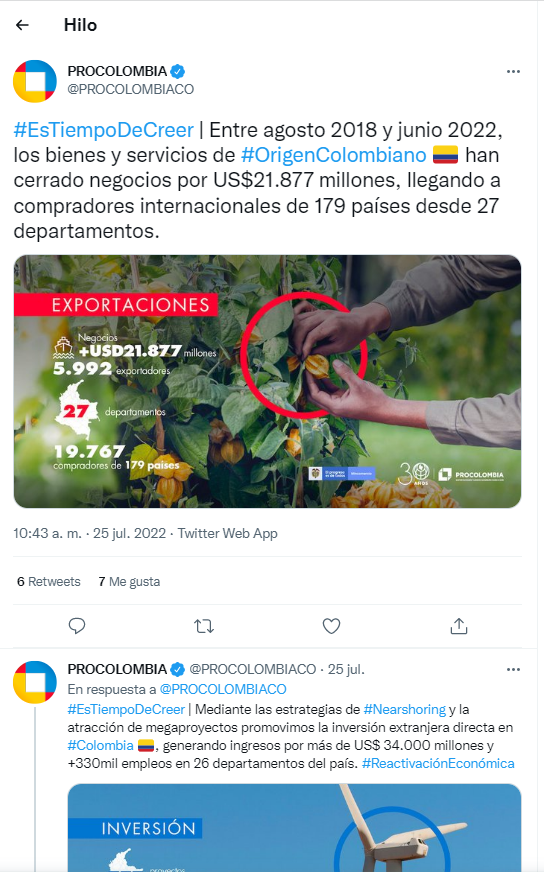 Hilo
PROCOLOMBIA
@PROCOLOMBIACO
#EsTiempoDeCreer | Entre agosto 2018 y junio 2022,
los bienes y servicios de #OrigenColombiano 🇨🇴 han
cerrado negocios por US$21.877 millones, llegando a
compradores internacionales de 179 países desde 27
departamentos.
EXPORTACIONES
Negocios
+USD21.877 millones
5.992 exportadores
27 departamentos
19.767
compradores de 179 países
30 AÑOS
PROCOLOMBIA
10:43 a. m. · 25 jul. 2022 · Twitter Web App
6 Retweets 7 Me gusta
PROCOLOMBIA @PROCOLOMBIACO · 25 jul.
En respuesta a @PROCOLOMBIACO
#EsTiempoDeCreer | Mediante las estrategias de #Nearshoring y la
atracción de megaproyectos promovimos la inversión extranjera directa en
#Colombia 🇨🇴, generando ingresos por más de US$ 34.000 millones y
+330mil empleos en 26 departamentos del país. #ReactivaciónEconómica
INVERSIÓN